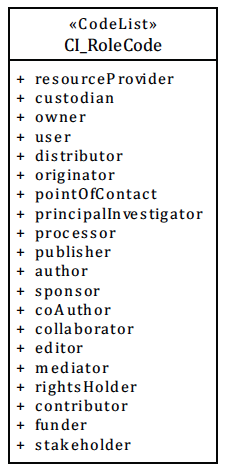 «CodeList»
CI_RoleCode
+ resourceProvider
+ custodian
+ owner
+ user
+ distributor
+ originator
+ pointOfContact
+ principalInvestigator
+ processor
+ publisher
+ author
+ sponsor
+ coAuthor
+ collaborator
+ editor
+ mediator
+ rightsHolder
+ contributor
+ funder
+ stakeholder